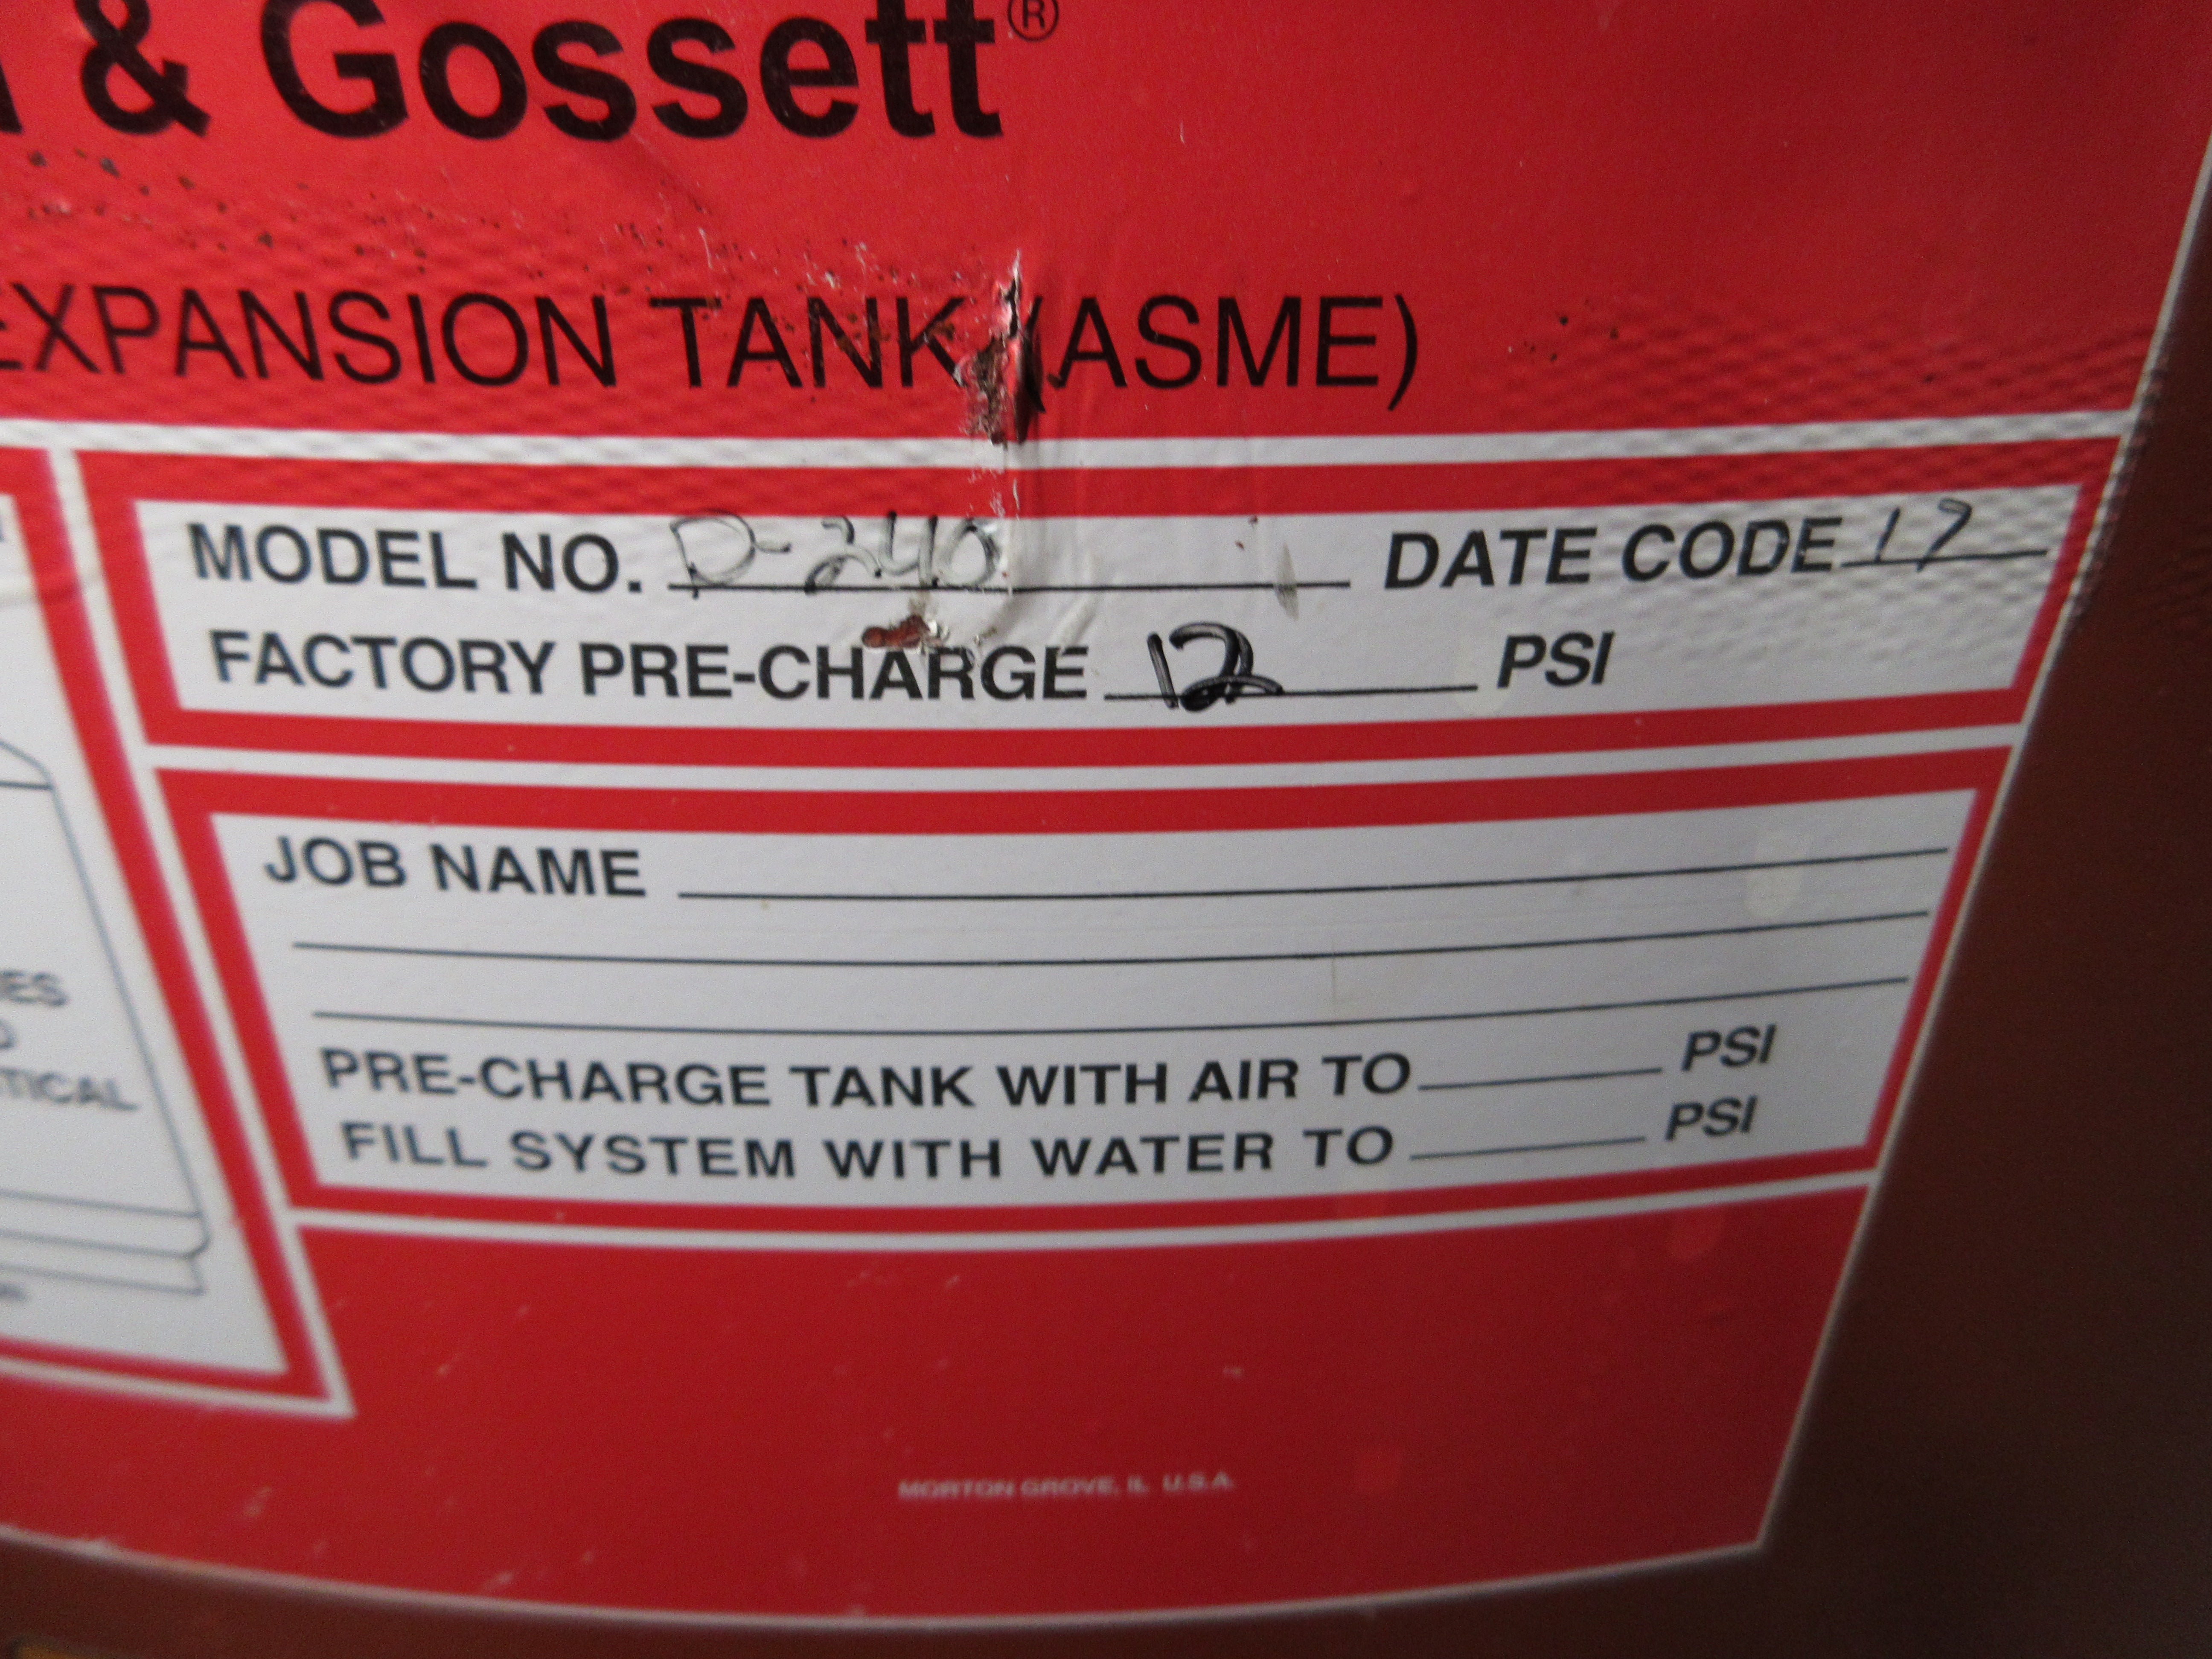 & Gossett®
EXPANSION TANK (ASME)
MODEL NO. D-240 DATE CODE 17
FACTORY PRE-CHARGE 12 PSI
JOB NAME
PRE-CHARGE TANK WITH AIR TO PSI
FILL SYSTEM WITH WATER TO PSI
MORTON GROVE, IL U.S.A.